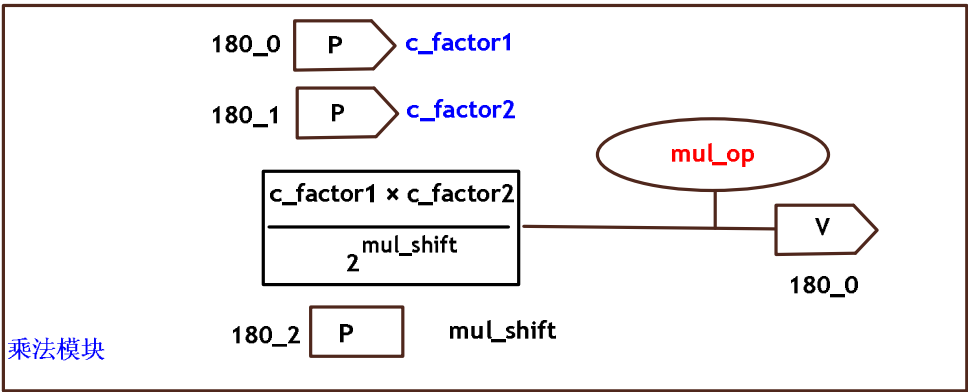 180_0 P c_factor1
180_1 P c_factor2
mul_op
c_factor1 × c_factor2
2^mul_shift
V
180_0
180_2 P mul_shift
乘法模块